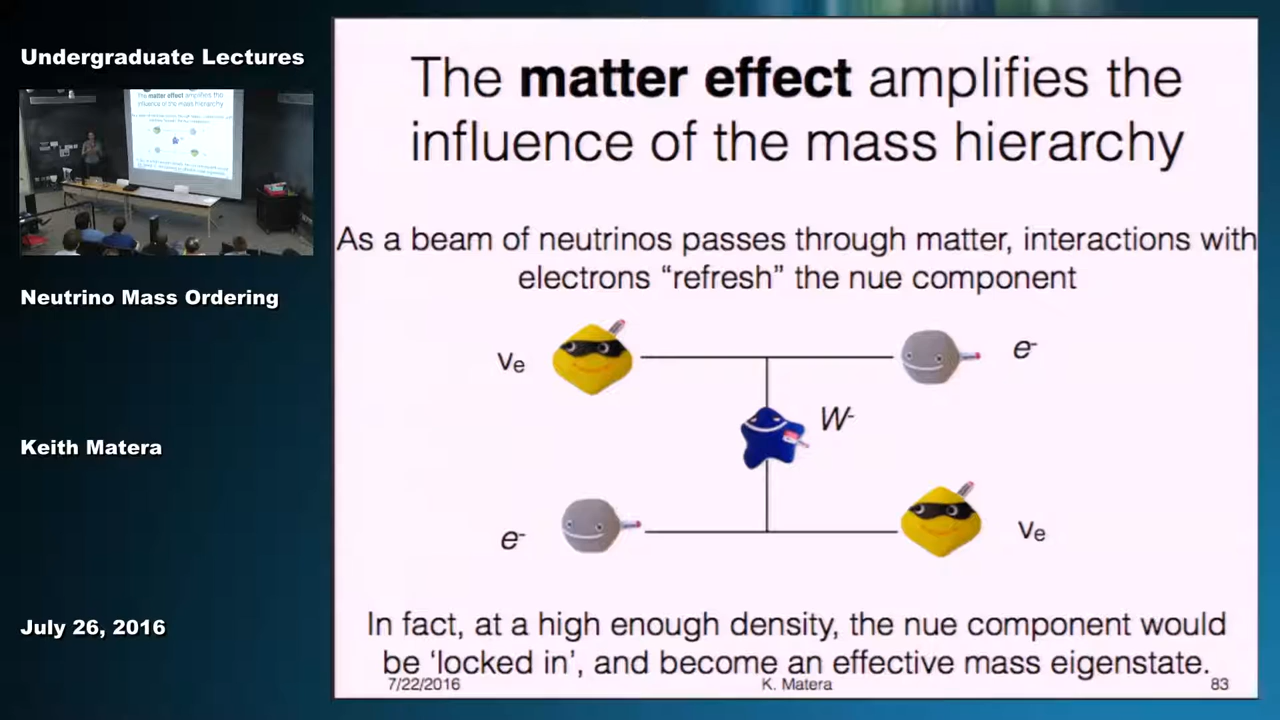 Undergraduate Lectures
Neutrino Mass Ordering
Keith Matera
July 26, 2016
The matter effect amplifies the
influence of the mass hierarchy
As a beam of neutrinos passes through matter, interactions with
electrons “refresh” the nue component
νe
e-
W-
e-
νe
In fact, at a high enough density, the nue component would
be ‘locked in’, and become an effective mass eigenstate.
7/22/2016
K. Matera
83